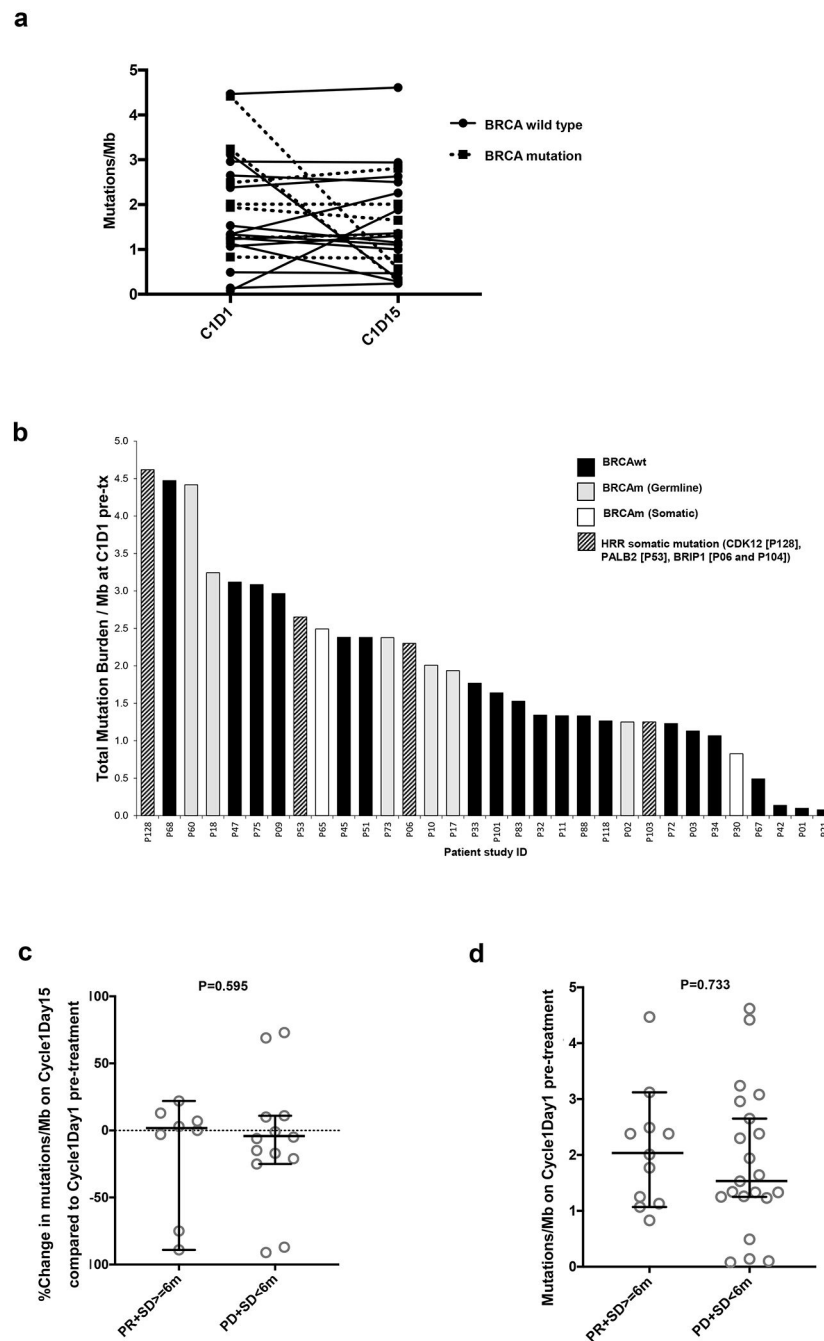 a
5
4
3
2
1
0
Mutations/Mb
C1D1
C1D15
BRCA wild type
BRCA mutation
b
Total Mutation Burden / Mb at C1D1 pre-tx
5.0
4.5
4.0
3.5
3.0
2.5
2.0
1.5
1.0
0.5
0.0
BRCAwt
BRCAm (Germline)
BRCAm (Somatic)
HRR somatic mutation (CDK12 [P128],
PALB2 [P53], BRIP1 [P06 and P104])
P128 P68 P60 P18 P47 P75 P09 P53 P65 P45 P51 P73 P06 P10 P17 P33 P101 P83 P32 P11 P88 P118 P02 P103 P72 P03 P34 P30 P67 P42 P01 P21
Patient study ID
c
P=0.595
%Change in mutations/Mb on Cycle1Day15
compared to Cycle1Day1 pre-treatment
100
50
0
-50
100
PR+SD>=6m
PD+SD<6m
d
P=0.733
Mutations/Mb on Cycle1Day1 pre-treatment
5
4
3
2
1
0
PR+SD>=6m
PD+SD<6m